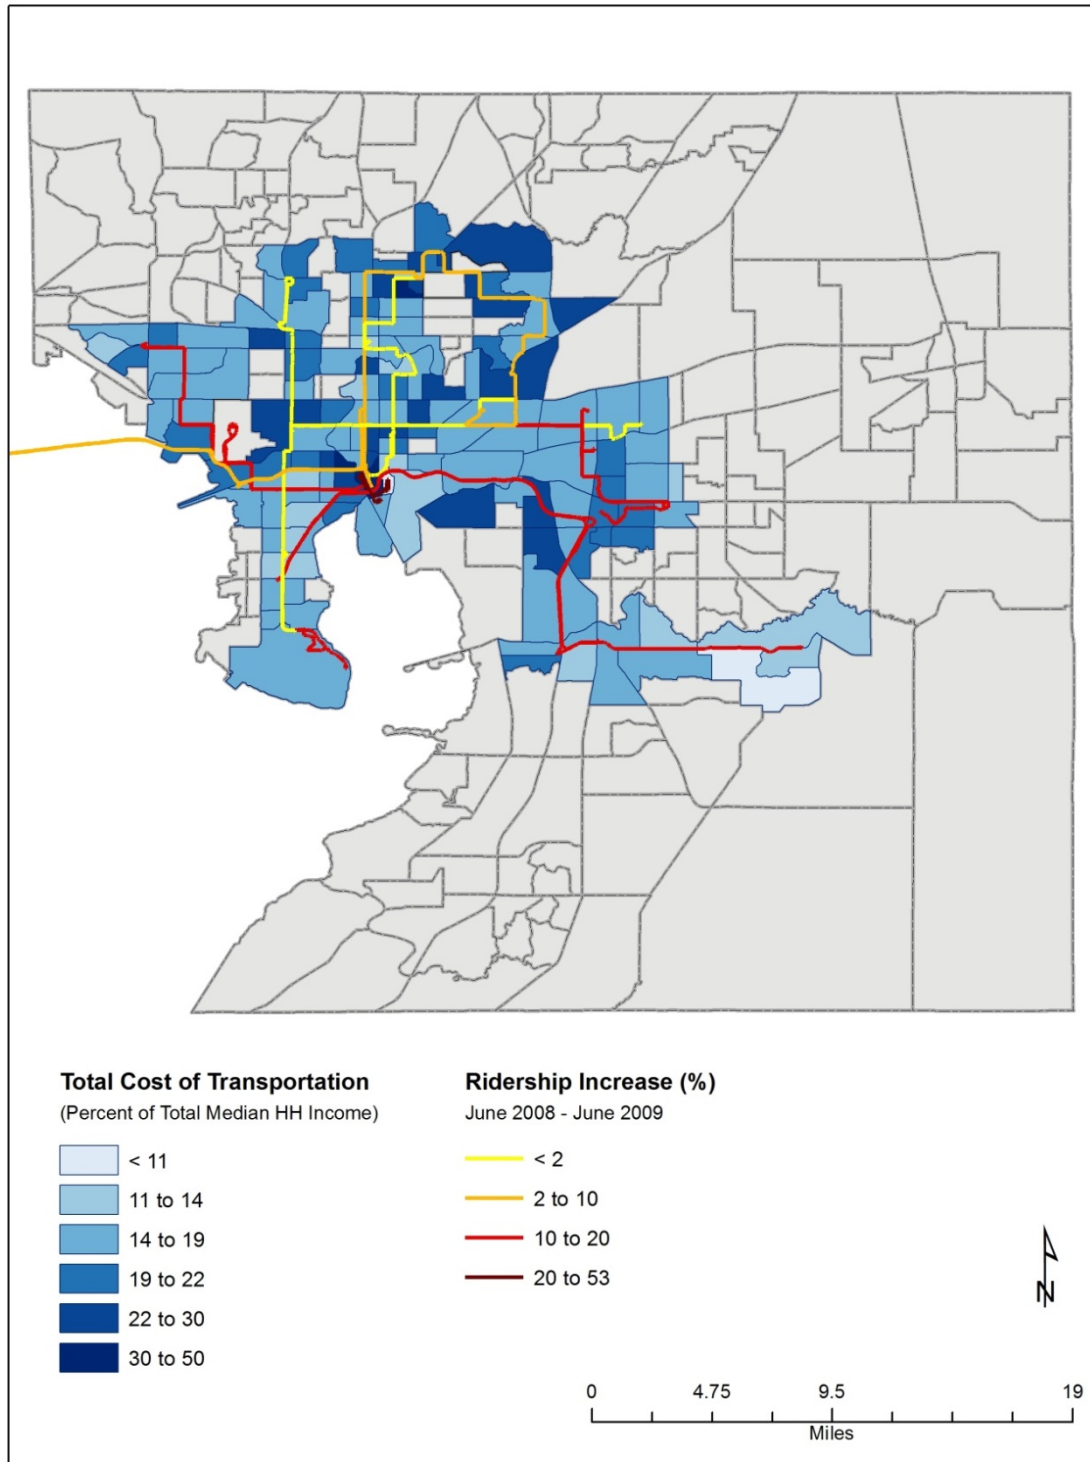 Total Cost of Transportation
(Percent of Total Median HH Income)
< 11
11 to 14
14 to 19
19 to 22
22 to 30
30 to 50
Ridership Increase (%)
June 2008 - June 2009
< 2
2 to 10
10 to 20
20 to 53
N
0 4.75 9.5 19
Miles